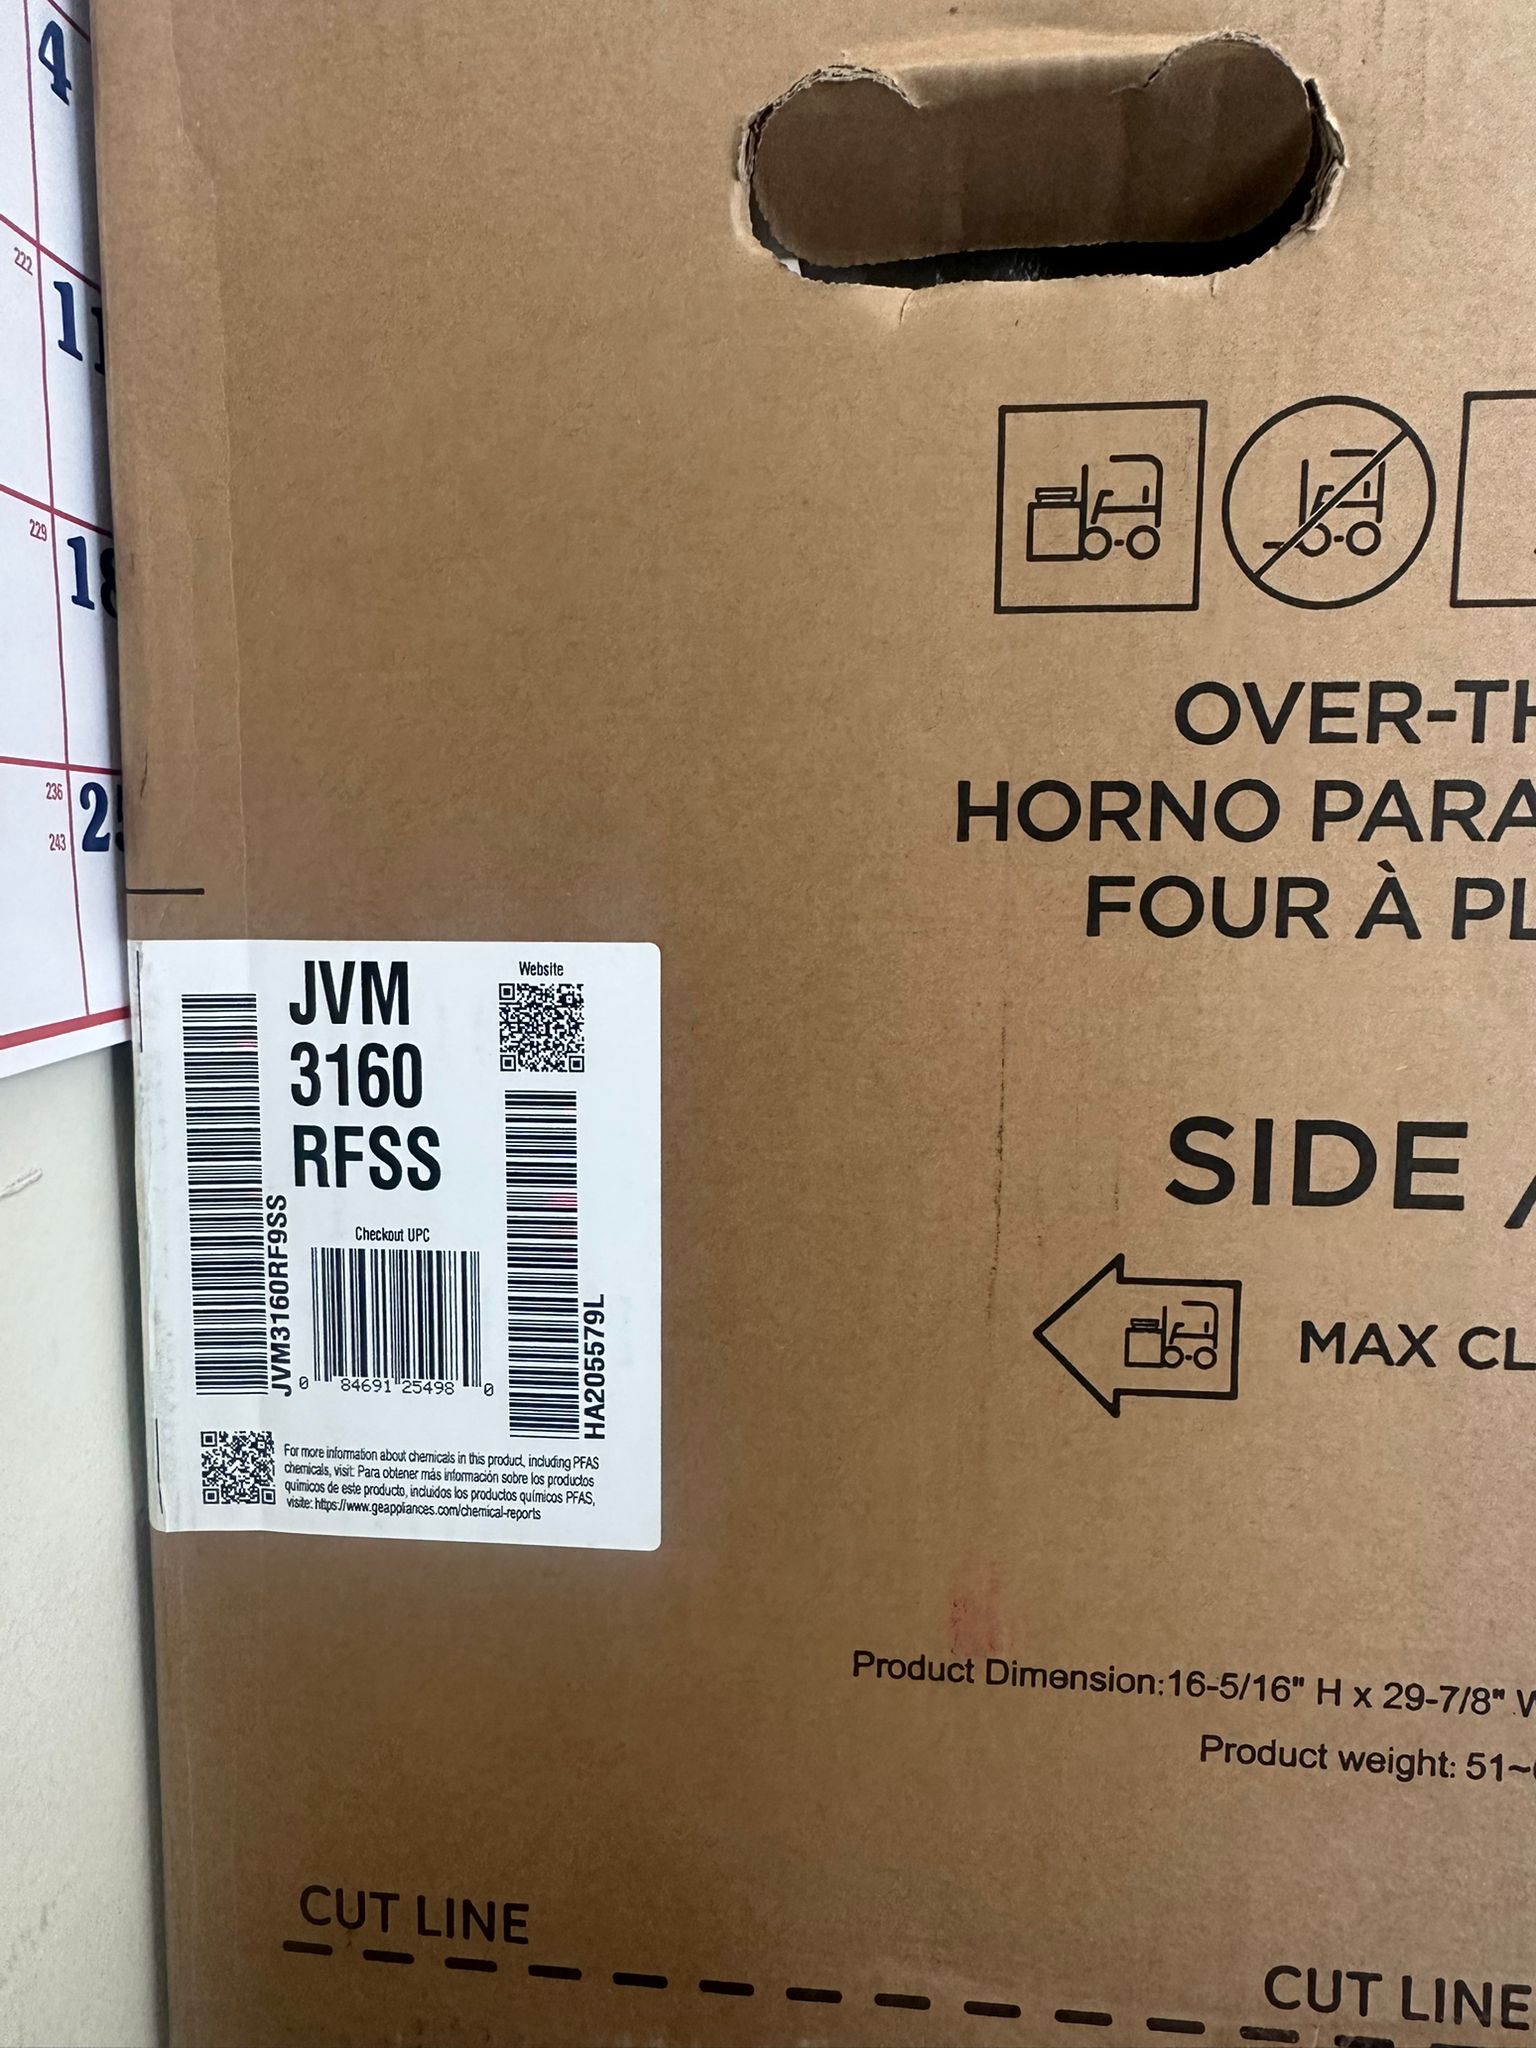 4
222
11
229
18
236
243
25
OVER-TH
HORNO PARA
FOUR À PL
JVM
3160
RFSS
Website
JVM3160RF9SS
Checkout UPC
0 84691 25498 0
HA205579L
For more information about chemicals in this product, including PFAS
chemicals, visit: Para obtener más información sobre los productos
químicos de este producto, incluidos los productos químicos PFAS,
visite: https://www.geappliances.com/chemical-reports
SIDE /
MAX CL
Product Dimension:16-5/16" H x 29-7/8" W
Product weight: 51~
CUT LINE
CUT LINE